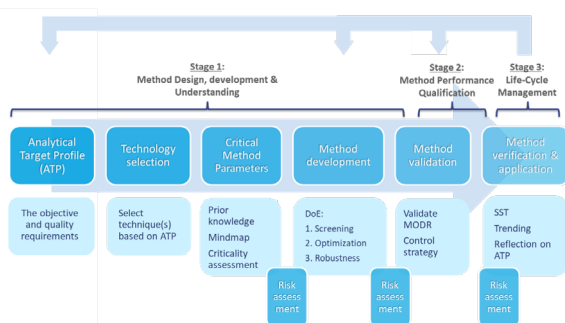 Stage 1:
Method Design, development &
Understanding
Stage 2:
Method Performance
Qualification
Stage 3:
Life-Cycle
Management
Analytical
Target Profile
(ATP)
Technology
selection
Critical
Method
Parameters
Method
development
Method
validation
Method
verification &
application
The objective
and quality
requirements
Select
technique(s)
based on ATP
Prior
knowledge
Mindmap
Criticality
assessment
DoE:
1. Screening
2. Optimization
3. Robustness
Validate
MODR
Control
strategy
SST
Trending
Reflection on
ATP
Risk
assess
ment
Risk
assess
ment
Risk
assess
ment